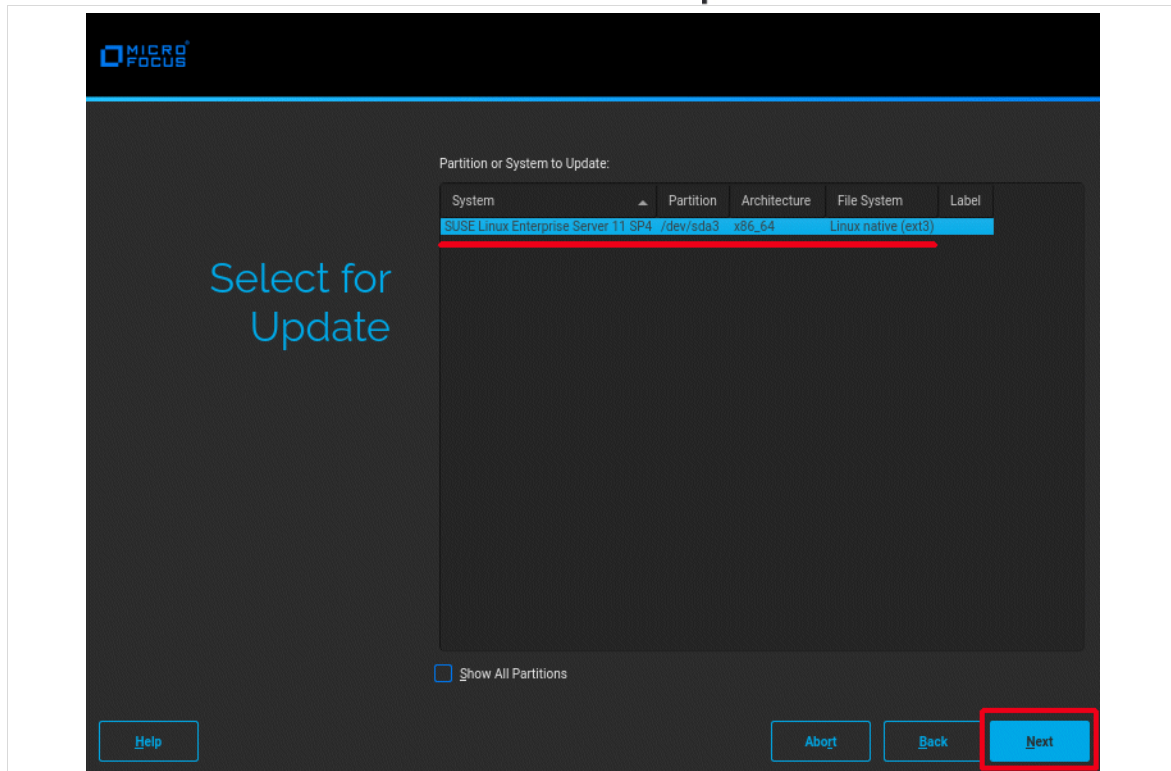 MICRO
FOCUS
Partition or System to Update:
System Partition Architecture File System Label
SUSE Linux Enterprise Server 11 SP4 /dev/sda3 x86_64 Linux native (ext3)
Select for
Update
Show All Partitions
Help Abort Back Next